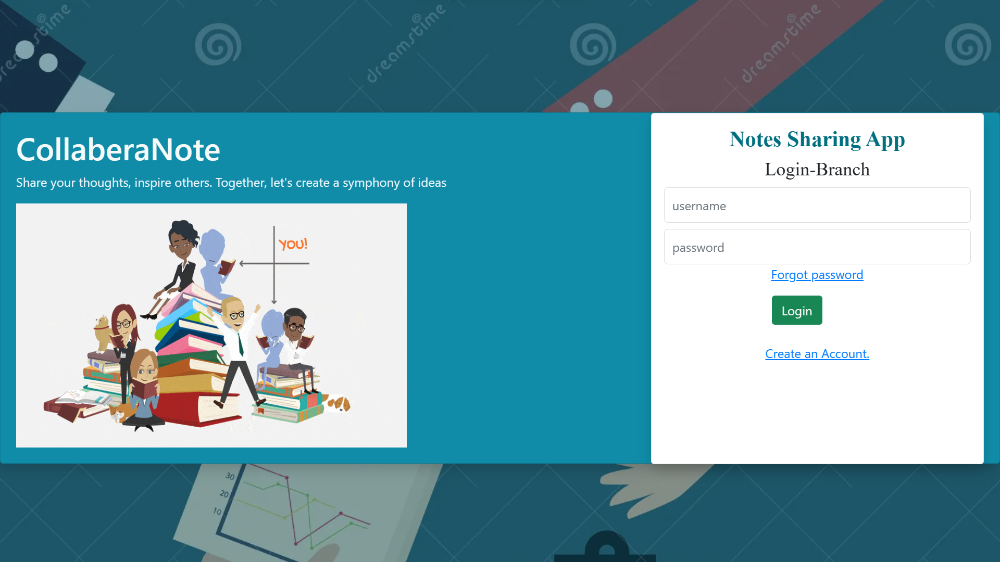 dreamstime
dreamstime
dreamstime
CollaberaNote
Share your thoughts, inspire others. Together, let's create a symphony of ideas
YOU!
Notes Sharing App
Login-Branch
username
password
Forgot password
Login
Create an Account.
30
20
10